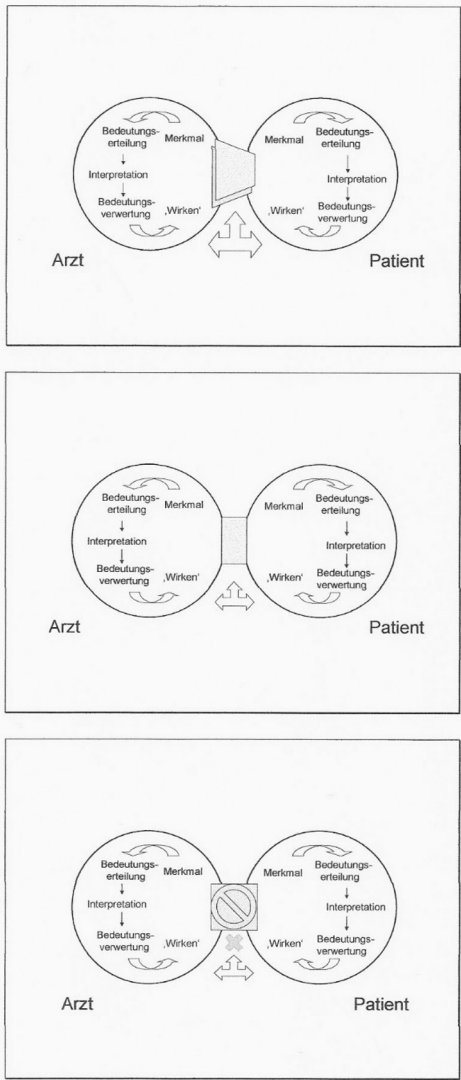 Bedeutungs-
erteilung
Merkmal
Interpretation
Bedeutungs-
verwertung
‚Wirken‘
Merkmal
Bedeutungs-
erteilung
Interpretation
‚Wirken‘
Bedeutungs-
verwertung
Arzt
Patient
Bedeutungs-
erteilung
Merkmal
Interpretation
Bedeutungs-
verwertung
‚Wirken‘
Merkmal
Bedeutungs-
erteilung
Interpretation
‚Wirken‘
Bedeutungs-
verwertung
Arzt
Patient
Bedeutungs-
erteilung
Merkmal
Interpretation
Bedeutungs-
verwertung
‚Wirken‘
Merkmal
Bedeutungs-
erteilung
Interpretation
‚Wirken‘
Bedeutungs-
verwertung
Arzt
Patient